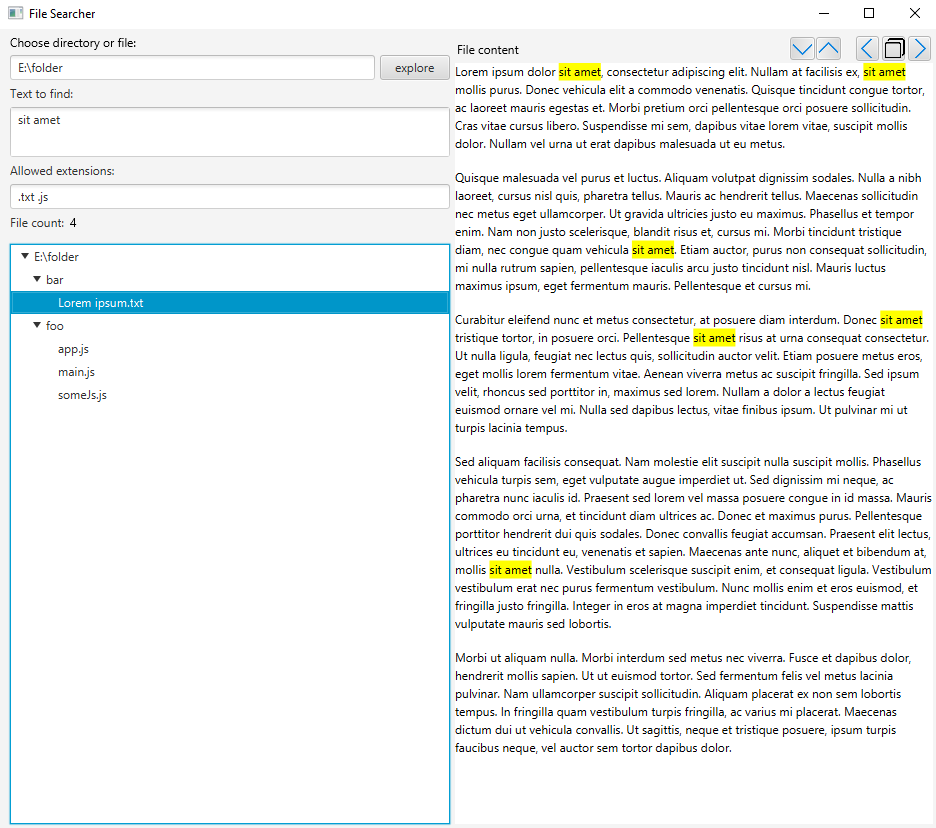 File Searcher
Choose directory or file:
E:\folder
explore
Text to find:
sit amet
Allowed extensions:
.txt .js
File count: 4
E:\folder
bar
Lorem ipsum.txt
foo
app.js
main.js
someJs.js
File content
Lorem ipsum dolor sit amet, consectetur adipiscing elit. Nullam at facilisis ex, sit amet
mollis purus. Donec vehicula elit a commodo venenatis. Quisque tincidunt congue tortor,
ac laoreet mauris egestas et. Morbi pretium orci pellentesque orci posuere sollicitudin.
Cras vitae cursus libero. Suspendisse mi sem, dapibus vitae lorem vitae, suscipit mollis
dolor. Nullam vel urna ut erat dapibus malesuada ut eu metus.
Quisque malesuada vel purus et luctus. Aliquam volutpat dignissim sodales. Nulla a nibh
laoreet, cursus nisl quis, pharetra tellus. Mauris ac hendrerit tellus. Maecenas sollicitudin
nec metus eget ullamcorper. Ut gravida ultricies justo eu maximus. Phasellus et tempor
enim. Nam non justo scelerisque, blandit risus et, cursus mi. Morbi tincidunt tristique
diam, nec congue quam vehicula sit amet. Etiam auctor, purus non consequat sollicitudin,
mi nulla rutrum sapien, pellentesque iaculis arcu justo tincidunt nisl. Mauris luctus
maximus ipsum, eget fermentum mauris. Pellentesque et cursus mi.
Curabitur eleifend nunc et metus consectetur, at posuere diam interdum. Donec sit amet
tristique tortor, in posuere orci. Pellentesque sit amet risus at urna consequat consectetur.
Ut nulla ligula, feugiat nec lectus quis, sollicitudin auctor velit. Etiam posuere metus eros,
eget mollis lorem fermentum vitae. Aenean viverra metus ac suscipit fringilla. Sed ipsum
velit, rhoncus sed porttitor in, maximus sed lorem. Nullam a dolor a lectus feugiat
euismod ornare vel mi. Nulla sed dapibus lectus, vitae finibus ipsum. Ut pulvinar mi ut
turpis lacinia tempus.
Sed aliquam facilisis consequat. Nam molestie elit suscipit nulla suscipit mollis. Phasellus
vehicula turpis sem, eget vulputate augue imperdiet ut. Sed dignissim mi neque, ac
pharetra nunc iaculis id. Praesent sed lorem vel massa posuere congue in id massa. Mauris
commodo orci urna, et tincidunt diam ultrices ac. Donec et maximus purus. Pellentesque
porttitor hendrerit dui quis sodales. Donec convallis feugiat accumsan. Praesent elit lectus,
ultrices eu tincidunt eu, venenatis et sapien. Maecenas ante nunc, aliquet et bibendum at,
mollis sit amet nulla. Vestibulum scelerisque suscipit enim, et consequat ligula. Vestibulum
vestibulum erat nec purus fermentum vestibulum. Nunc mollis enim et eros euismod, et
fringilla justo fringilla. Integer in eros at magna imperdiet tincidunt. Suspendisse mattis
vulputate mauris sed lobortis.
Morbi ut aliquam nulla. Morbi interdum sed metus nec viverra. Fusce et dapibus dolor,
hendrerit mollis sapien. Ut ut euismod tortor. Sed fermentum felis vel metus lacinia
pulvinar. Nam ullamcorper suscipit sollicitudin. Aliquam placerat ex non sem lobortis
tempus. In fringilla quam vestibulum turpis fringilla, ac varius mi placerat. Maecenas
dictum dui ut vehicula convallis. Ut sagittis, neque et tristique posuere, ipsum turpis
faucibus neque, vel auctor sem tortor dapibus dolor.